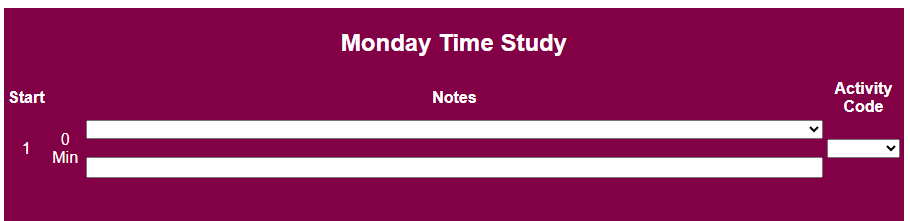 Monday Time Study
Start
Notes
Activity
Code
1
0
Min